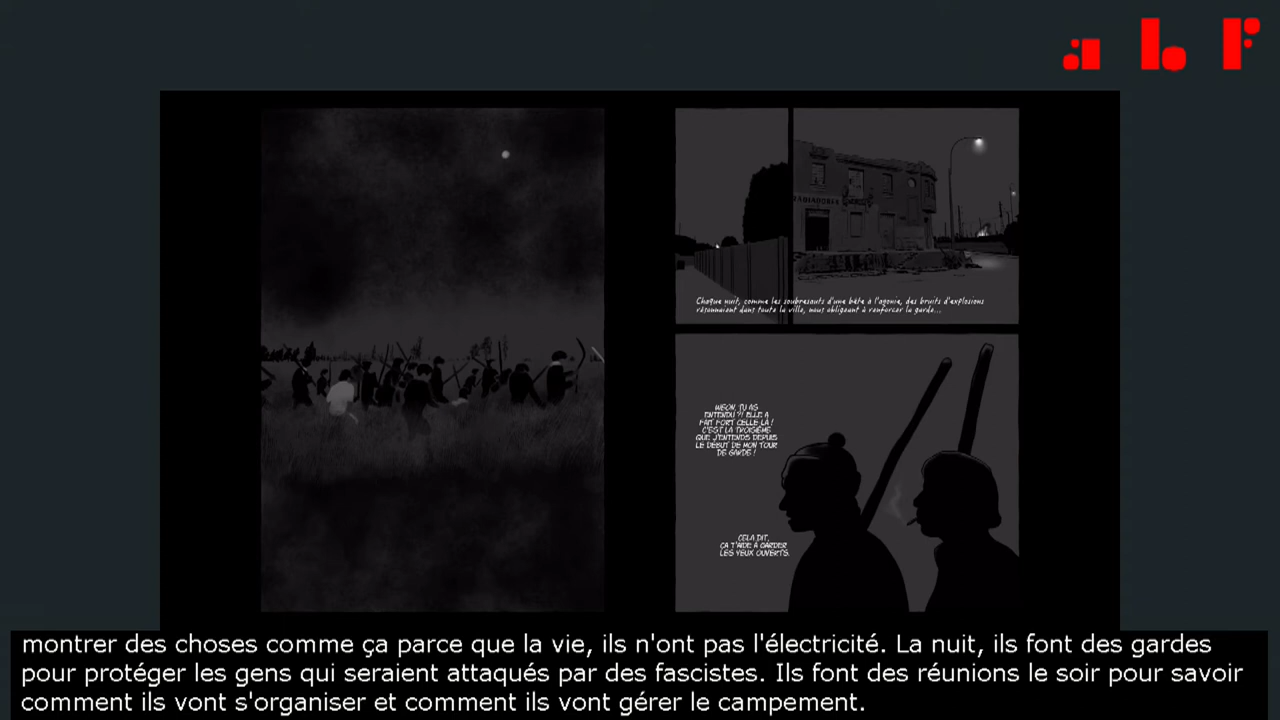 abF
RADIADORES
Chaque nuit, comme les soubresauts d'une bête à l'agonie, des bruits d'explosions
résonnaient dans toute la ville, nous obligeant à renforcer la garde...
WEON, TU AS
ENTENDU ?! ELLE A
FAIT FORT CELLE LÀ !
C'EST LA TROISIÈME
QUE J'ENTENDS DEPUIS
LE DÉBUT DE MON TOUR
DE GARDE !
CELA DIT,
ÇA T'AIDE À GARDER
LES YEUX OUVERTS.
montrer des choses comme ça parce que la vie, ils n'ont pas l'électricité. La nuit, ils font des gardes
pour protéger les gens qui seraient attaqués par des fascistes. Ils font des réunions le soir pour savoir
comment ils vont s'organiser et comment ils vont gérer le campement.